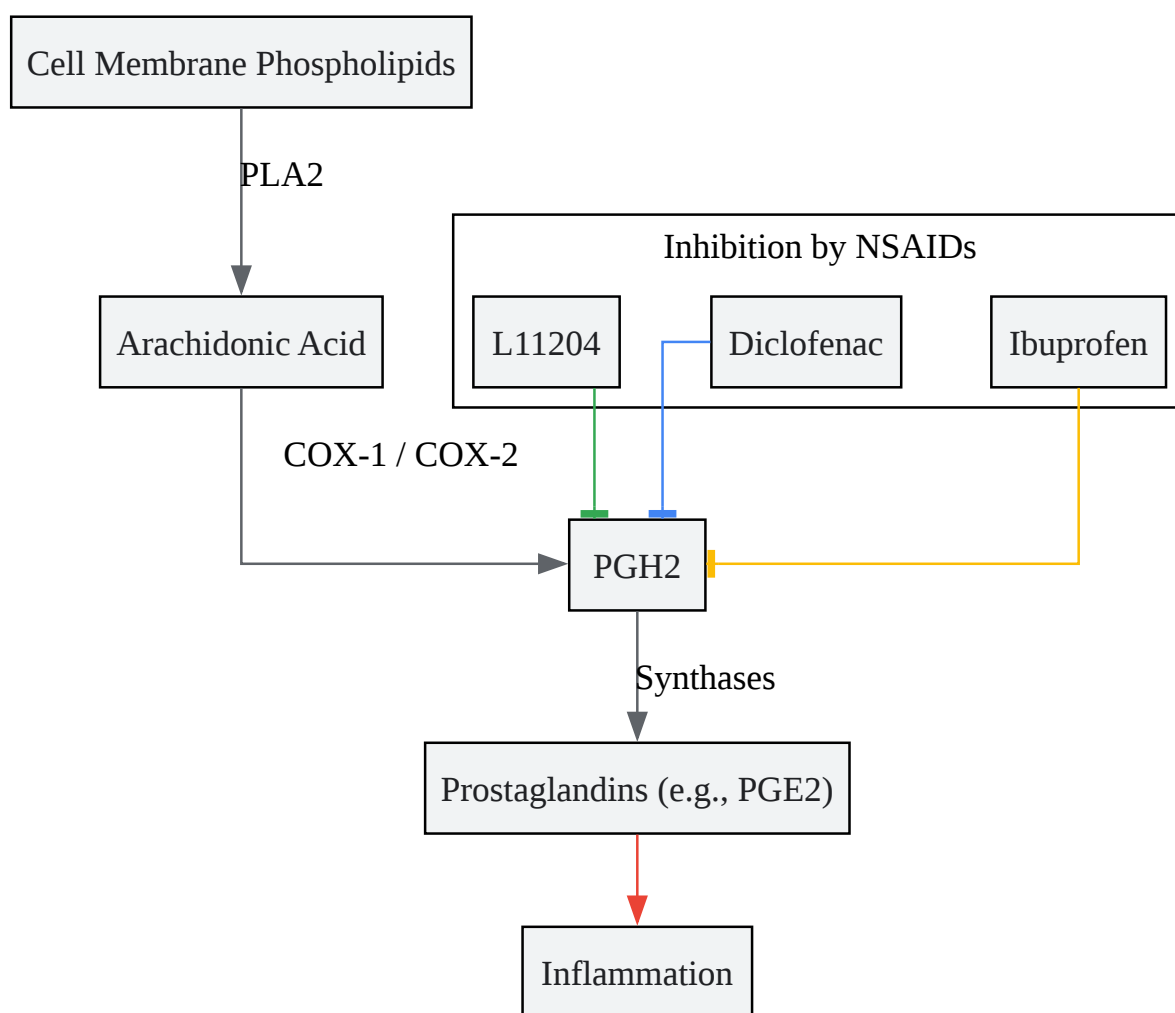 Cell Membrane Phospholipids
PLA2
Inhibition by NSAIDs
Arachidonic Acid
L11204
Diclofenac
Ibuprofen
COX-1 / COX-2
PGH2
Synthases
Prostaglandins (e.g., PGE2)
Inflammation